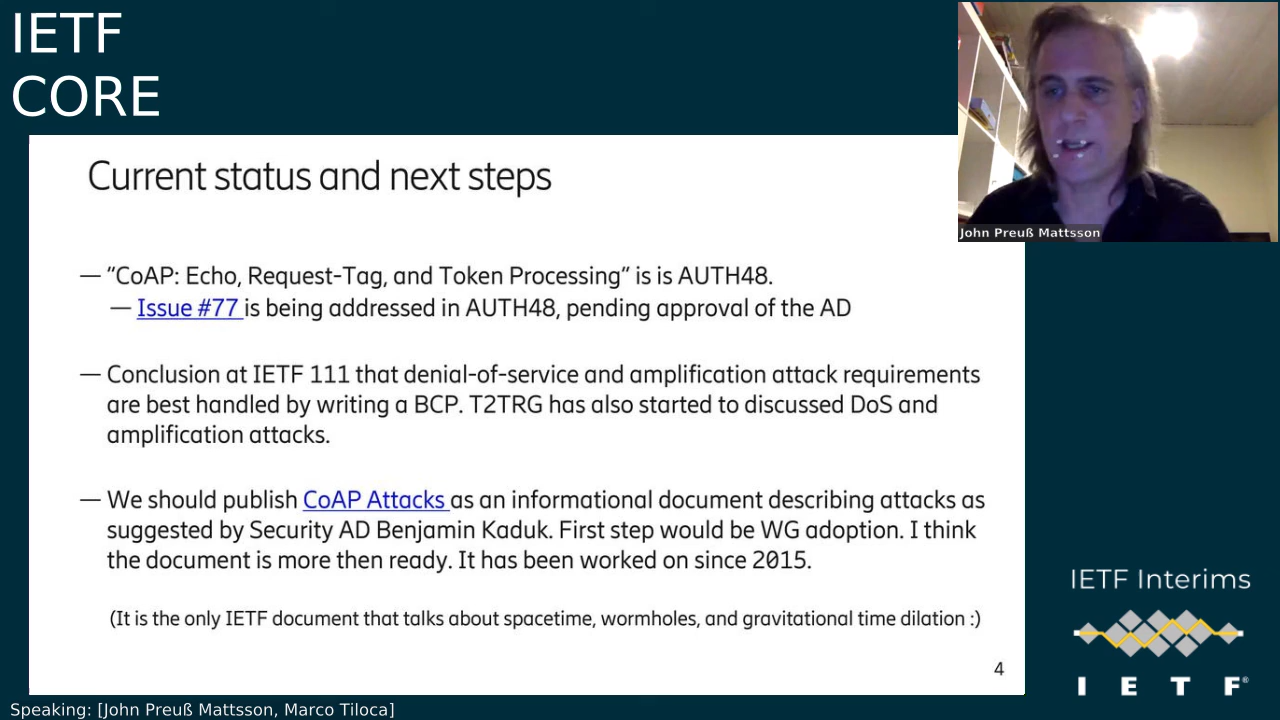 IETF
CORE
John Preuß Mattsson
Current status and next steps
— “CoAP: Echo, Request-Tag, and Token Processing” is is AUTH48.
— Issue #77 is being addressed in AUTH48, pending approval of the AD
— Conclusion at IETF 111 that denial-of-service and amplification attack requirements
are best handled by writing a BCP. T2TRG has also started to discussed DoS and
amplification attacks.
— We should publish CoAP Attacks as an informational document describing attacks as
suggested by Security AD Benjamin Kaduk. First step would be WG adoption. I think
the document is more then ready. It has been worked on since 2015.
(It is the only IETF document that talks about spacetime, wormholes, and gravitational time dilation :)
4
IETF Interims
I E T F®
Speaking: [John Preuß Mattsson, Marco Tiloca]